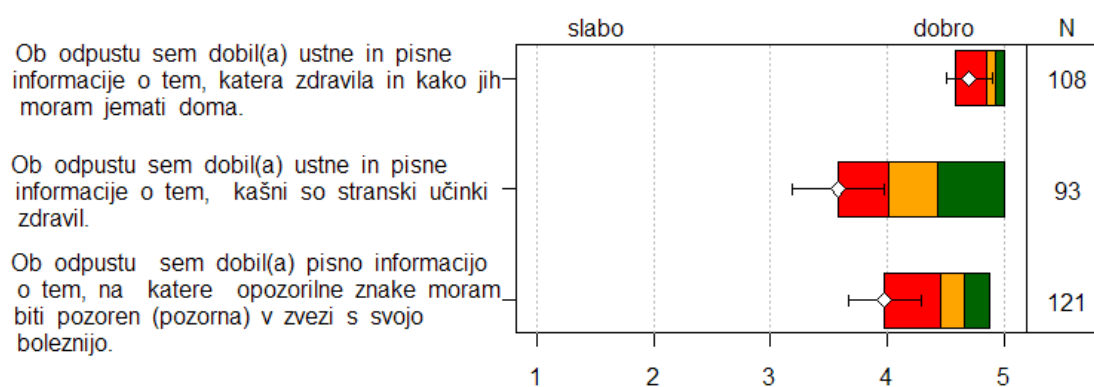 slabo dobro N
Ob odpustu sem dobil(a) ustne in pisne
informacije o tem, katera zdravila in kako jih
moram jemati doma.
108
Ob odpustu sem dobil(a) ustne in pisne
informacije o tem, kašni so stranski učinki
zdravil.
93
Ob odpustu sem dobil(a) pisno informacijo
o tem, na katere opozorilne znake moram
biti pozoren (pozorna) v zvezi s svojo
boleznijo.
121
1 2 3 4 5